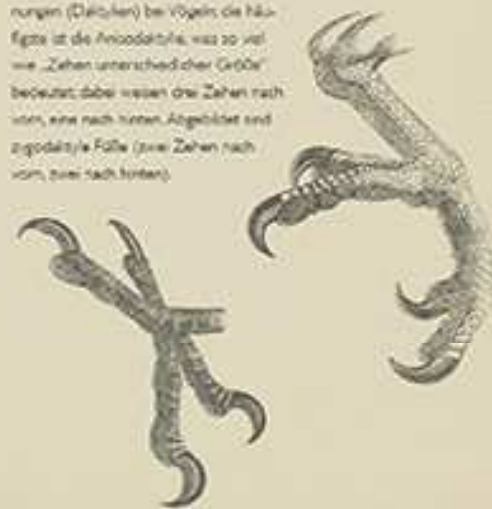 nungen (Daktylien) bei Vögeln; die häu-
figste ist die Anisodaktylie, was so viel
wie „Zehen unterschiedlicher Größe“
bedeutet; dabei weisen drei Zehen nach
vorn, eine nach hinten. Abgebildet sind
zygodaktyle Füße (zwei Zehen nach
vorn, zwei nach hinten).